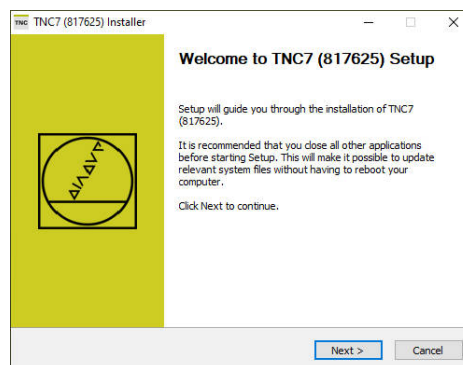 TNC TNC7 (817625) Installer
Welcome to TNC7 (817625) Setup
Setup will guide you through the installation of TNC7
(817625).
It is recommended that you close all other applications
before starting Setup. This will make it possible to update
relevant system files without having to reboot your
computer.
Click Next to continue.
Next >
Cancel